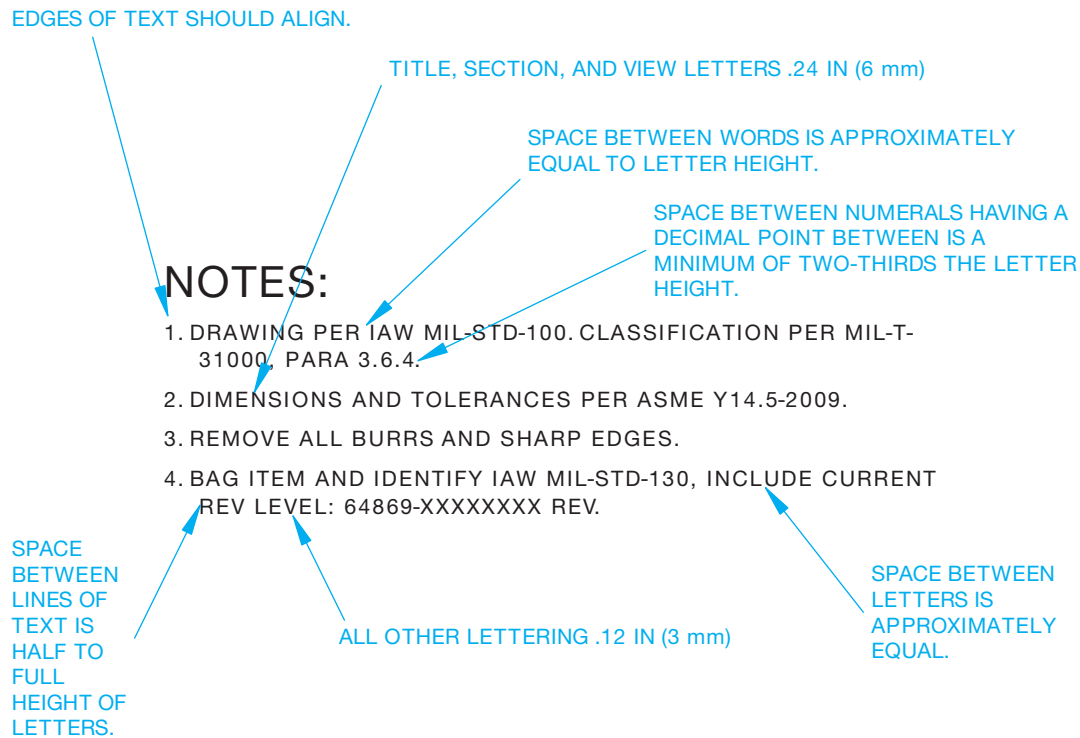 EDGES OF TEXT SHOULD ALIGN.
TITLE, SECTION, AND VIEW LETTERS .24 IN (6 mm)
SPACE BETWEEN WORDS IS APPROXIMATELY
EQUAL TO LETTER HEIGHT.
SPACE BETWEEN NUMERALS HAVING A
DECIMAL POINT BETWEEN IS A
MINIMUM OF TWO-THIRDS THE LETTER
HEIGHT.
NOTES:
1. DRAWING PER IAW MIL-STD-100. CLASSIFICATION PER MIL-T-
31000, PARA 3.6.4.
2. DIMENSIONS AND TOLERANCES PER ASME Y14.5-2009.
3. REMOVE ALL BURRS AND SHARP EDGES.
4. BAG ITEM AND IDENTIFY IAW MIL-STD-130, INCLUDE CURRENT
REV LEVEL: 64869-XXXXXXXX REV.
SPACE
BETWEEN
LINES OF
TEXT IS
HALF TO
FULL
HEIGHT OF
LETTERS.
ALL OTHER LETTERING .12 IN (3 mm)
SPACE BETWEEN
LETTERS IS
APPROXIMATELY
EQUAL.